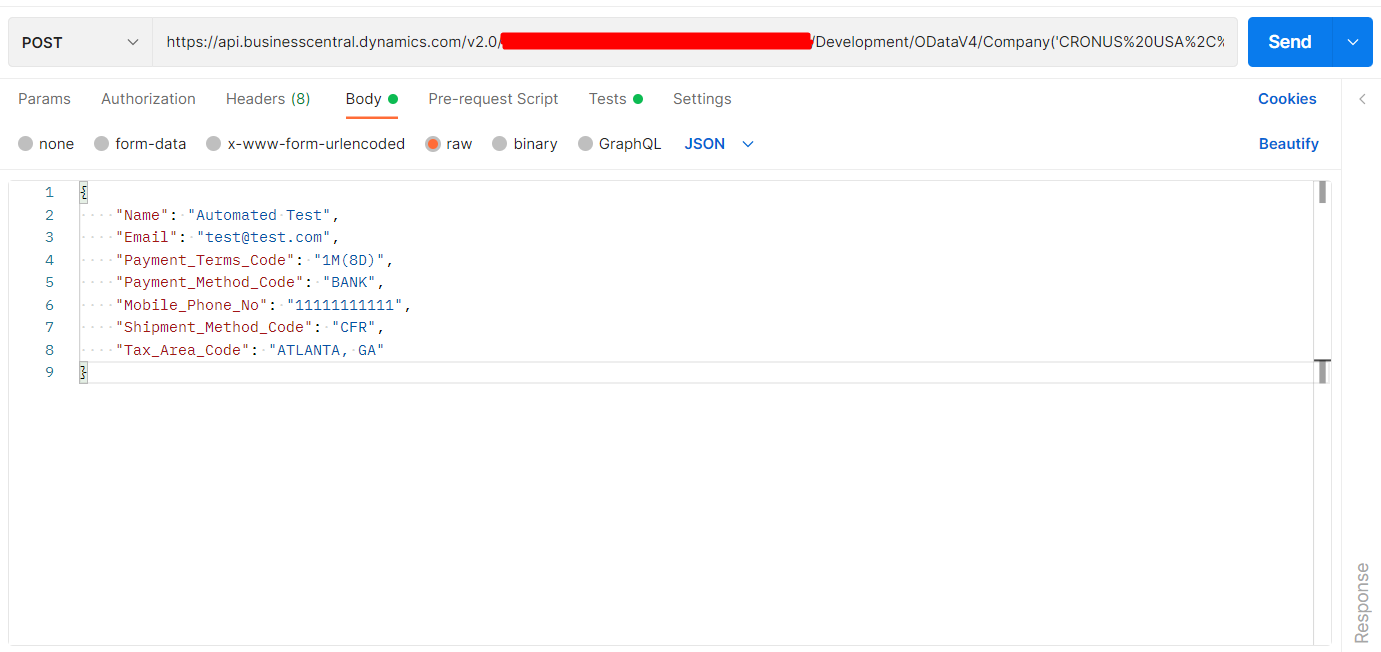 POST https://api.businesscentral.dynamics.com/v2.0/ /Development/ODataV4/Company('CRONUS%20USA%2C% Send
Params Authorization Headers (8) Body Pre-request Script Tests Settings Cookies
none form-data x-www-form-urlencoded raw binary GraphQL JSON Beautify
1 {
2 "Name": "Automated Test",
3 "Email": "test@test.com",
4 "Payment_Terms_Code": "1M(8D)",
5 "Payment_Method_Code": "BANK",
6 "Mobile_Phone_No": "11111111111",
7 "Shipment_Method_Code": "CFR",
8 "Tax_Area_Code": "ATLANTA, GA"
9 }
Response